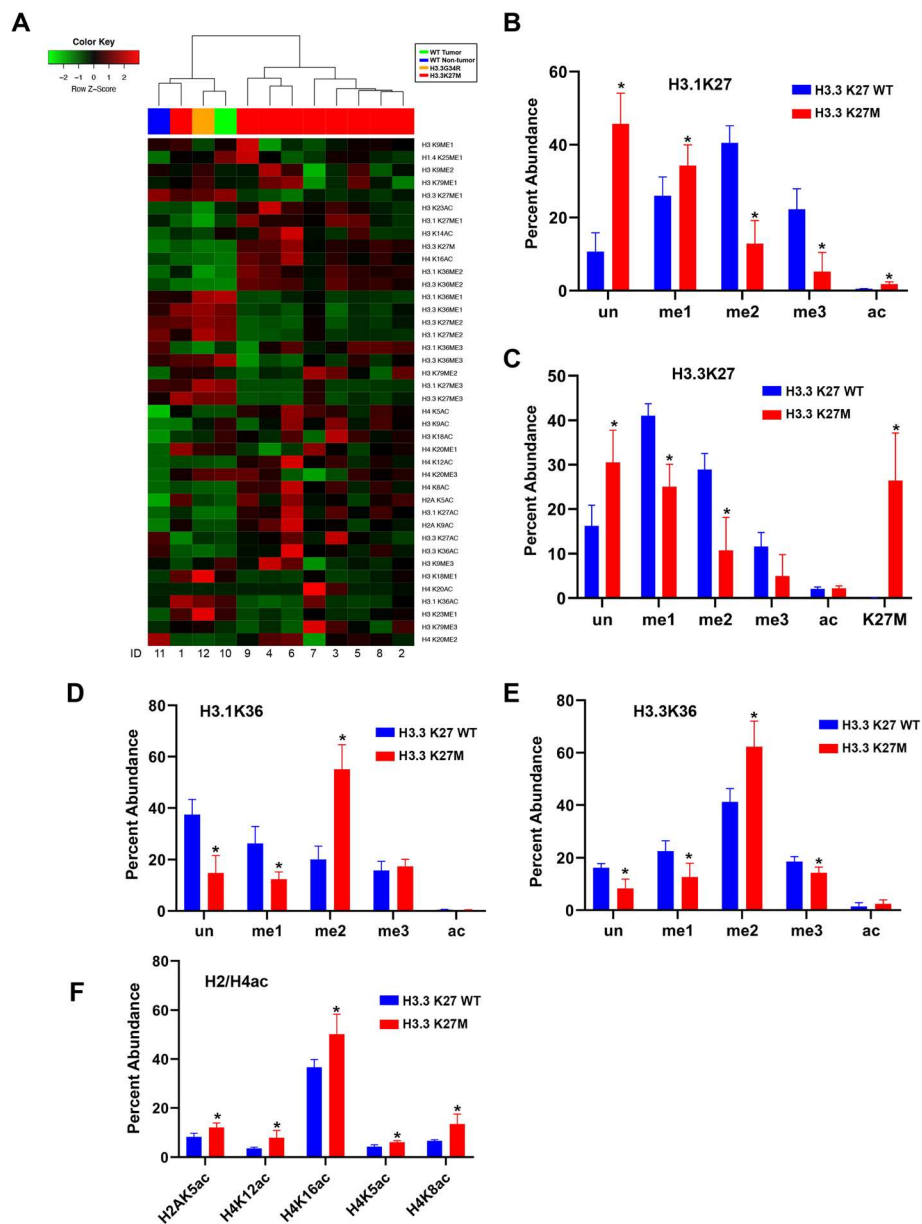 A
Color Key
−2 0 2
Row Z-Score
WT Tumor
WT Non-tumor
H3.3G34R
H3.3K27M
H3 K9ME1
H1.4 K25ME1
H3 K9ME2
H3 K79ME1
H3.3 K27ME1
H3 K23AC
H3.1 K27ME1
H3 K14AC
H3.3 K27M
H4 K16AC
H3.1 K36ME2
H3.3 K36ME2
H3.1 K36ME1
H3.3 K36ME1
H3.3 K27ME2
H3.1 K27ME2
H3.1 K36ME3
H3.3 K36ME3
H3 K79ME2
H3.1 K27ME3
H3.3 K27ME3
H4 K5AC
H3 K9AC
H3 K18AC
H4 K20ME1
H4 K12AC
H4 K20ME3
H4 K8AC
H2A K5AC
H3.1 K27AC
H2A K9AC
H3.3 K27AC
H3.3 K36AC
H3 K9ME3
H3 K18ME1
H4 K20AC
H3.1 K36AC
H3 K23ME1
H3 K79ME3
H4 K20ME2
ID 11 1 12 10 9 4 6 7 3 5 8 2
B
H3.1K27
H3.3 K27 WT
H3.3 K27M
Percent Abundance
60
40
20
0
* * * * *
un me1 me2 me3 ac
C
H3.3K27
H3.3 K27 WT
H3.3 K27M
Percent Abundance
50
40
30
20
10
0
* * * *
un me1 me2 me3 ac K27M
D
H3.1K36
H3.3 K27 WT
H3.3 K27M
Percent Abundance
80
60
40
20
0
* * *
un me1 me2 me3 ac
E
H3.3K36
H3.3 K27 WT
H3.3 K27M
Percent Abundance
80
60
40
20
0
* * * *
un me1 me2 me3 ac
F
H2/H4ac
H3.3 K27 WT
H3.3 K27M
Percent Abundance
80
60
40
20
0
* * * * *
H2AK5ac H4K12ac H4K16ac H4K5ac H4K8ac